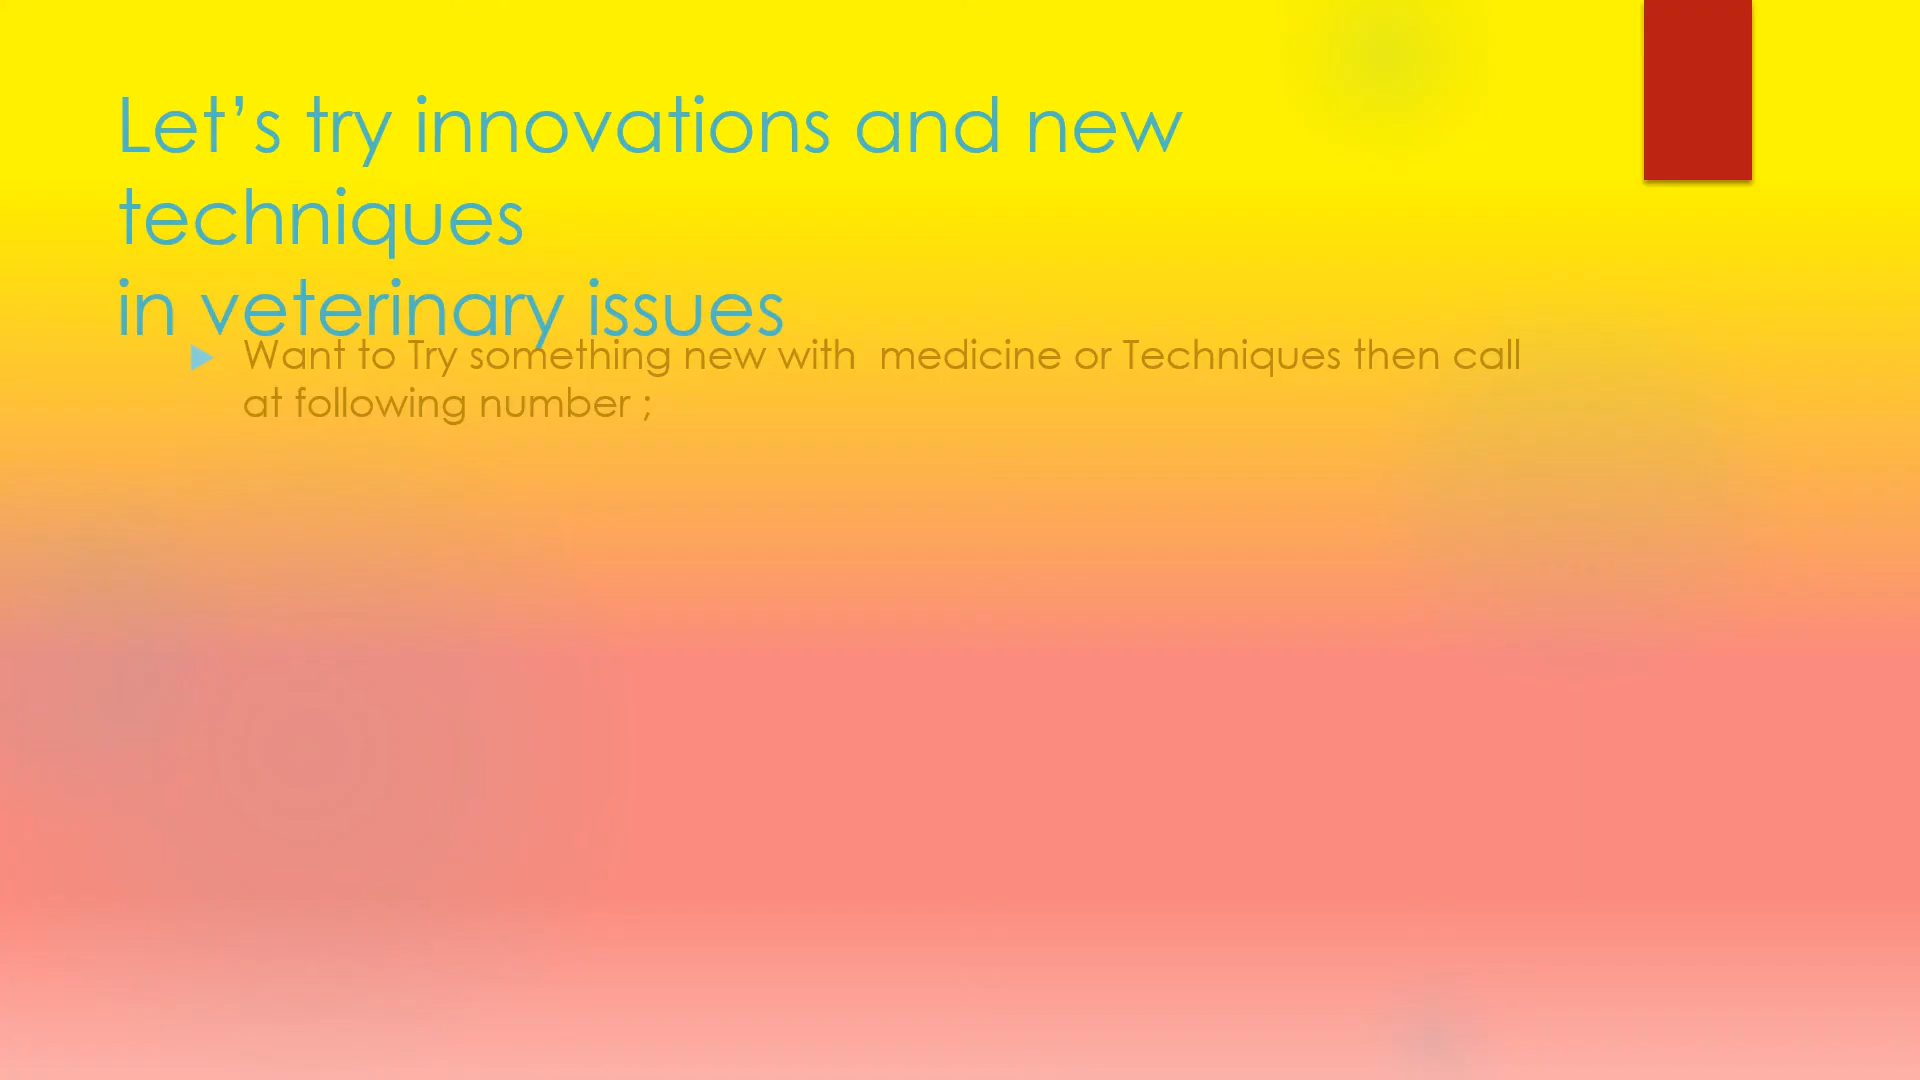 Let’s try innovations and new
techniques
in veterinary issues
Want to Try something new with  medicine or Techniques then call
at following number ;